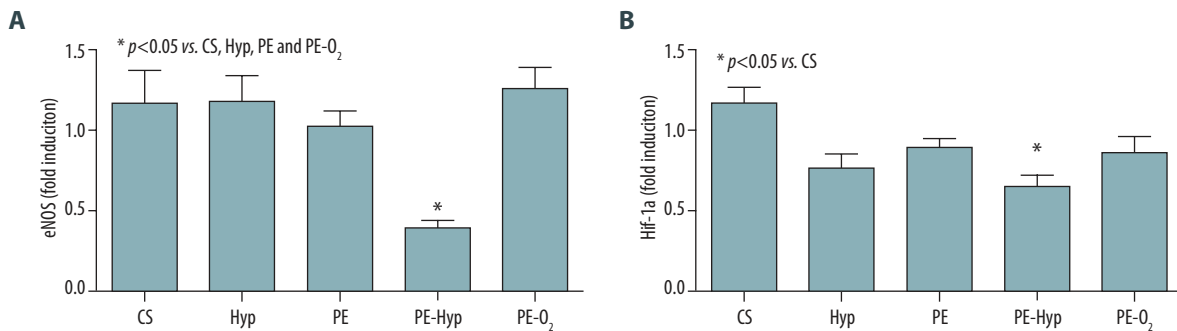 A
* p<0.05 vs. CS, Hyp, PE and PE-O₂
eNOS (fold induciton)
1.5
1.0
0.5
0.0
*
CS Hyp PE PE-Hyp PE-O₂
B
* p<0.05 vs. CS
Hif-1a (fold induciton)
1.5
1.0
0.5
0.0
*
CS Hyp PE PE-Hyp PE-O₂